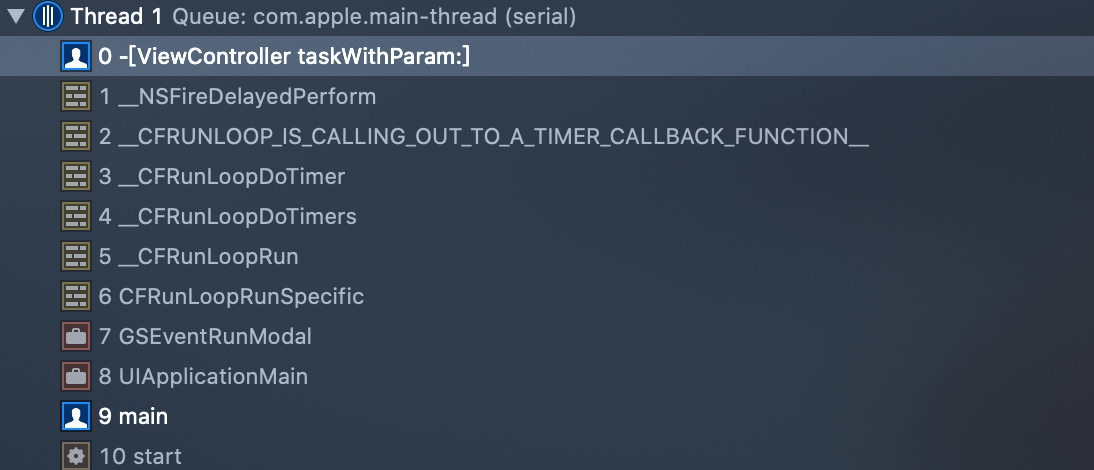 Thread 1 Queue: com.apple.main-thread (serial)
0 -[ViewController taskWithParam:]
1 __NSFireDelayedPerform
2 __CFRUNLOOP_IS_CALLING_OUT_TO_A_TIMER_CALLBACK_FUNCTION__
3 __CFRunLoopDoTimer
4 __CFRunLoopDoTimers
5 __CFRunLoopRun
6 CFRunLoopRunSpecific
7 GSEventRunModal
8 UIApplicationMain
9 main
10 start